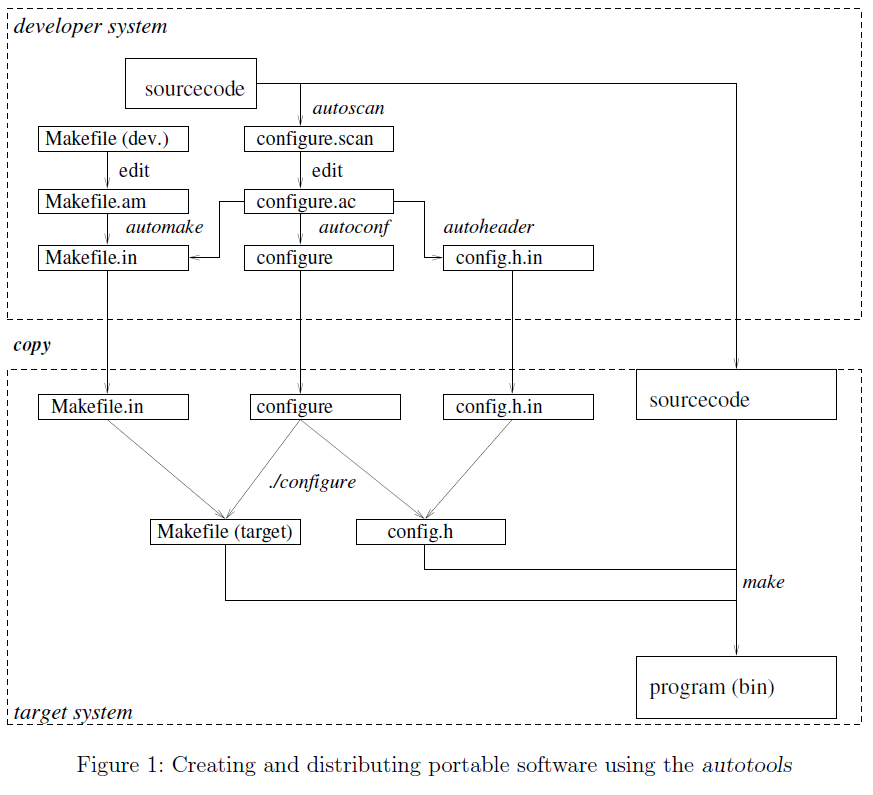 developer system
sourcecode
autoscan
Makefile (dev.)
configure.scan
edit
edit
Makefile.am
configure.ac
automake
autoconf
autoheader
Makefile.in
configure
config.h.in
copy
Makefile.in
configure
config.h.in
sourcecode
./configure
Makefile (target)
config.h
make
program (bin)
target system
Figure 1: Creating and distributing portable software using the autotools